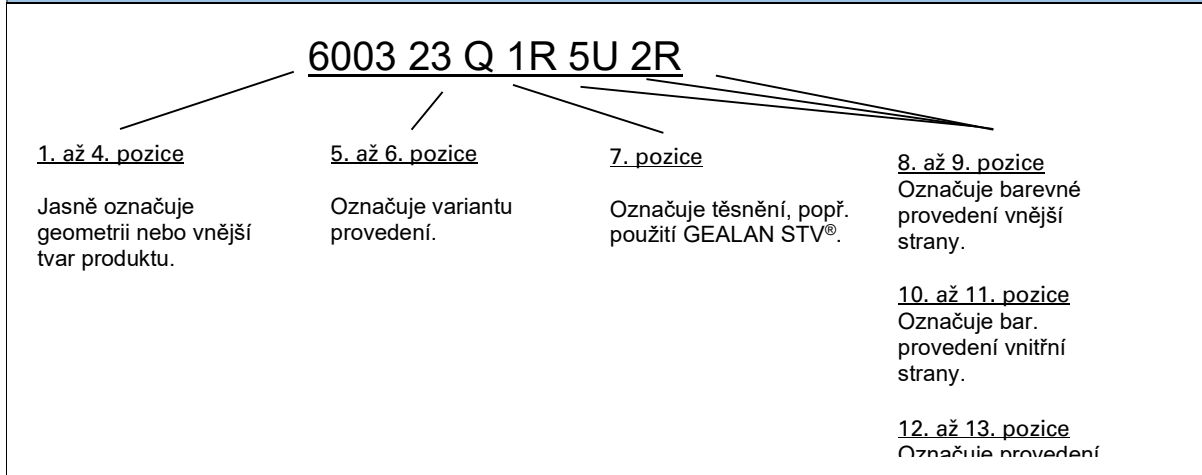 6003 23 Q 1R 5U 2R
1. až 4. pozice
Jasně označuje
geometrii nebo vnější
tvar produktu.
5. až 6. pozice
Označuje variantu
provedení.
7. pozice
Označuje těsnění, popř.
použití GEALAN STV®.
8. až 9. pozice
Označuje barevné
provedení vnější
strany.
10. až 11. pozice
Označuje bar.
provedení vnitřní
strany.
12. až 13. pozice
Označuje provedení